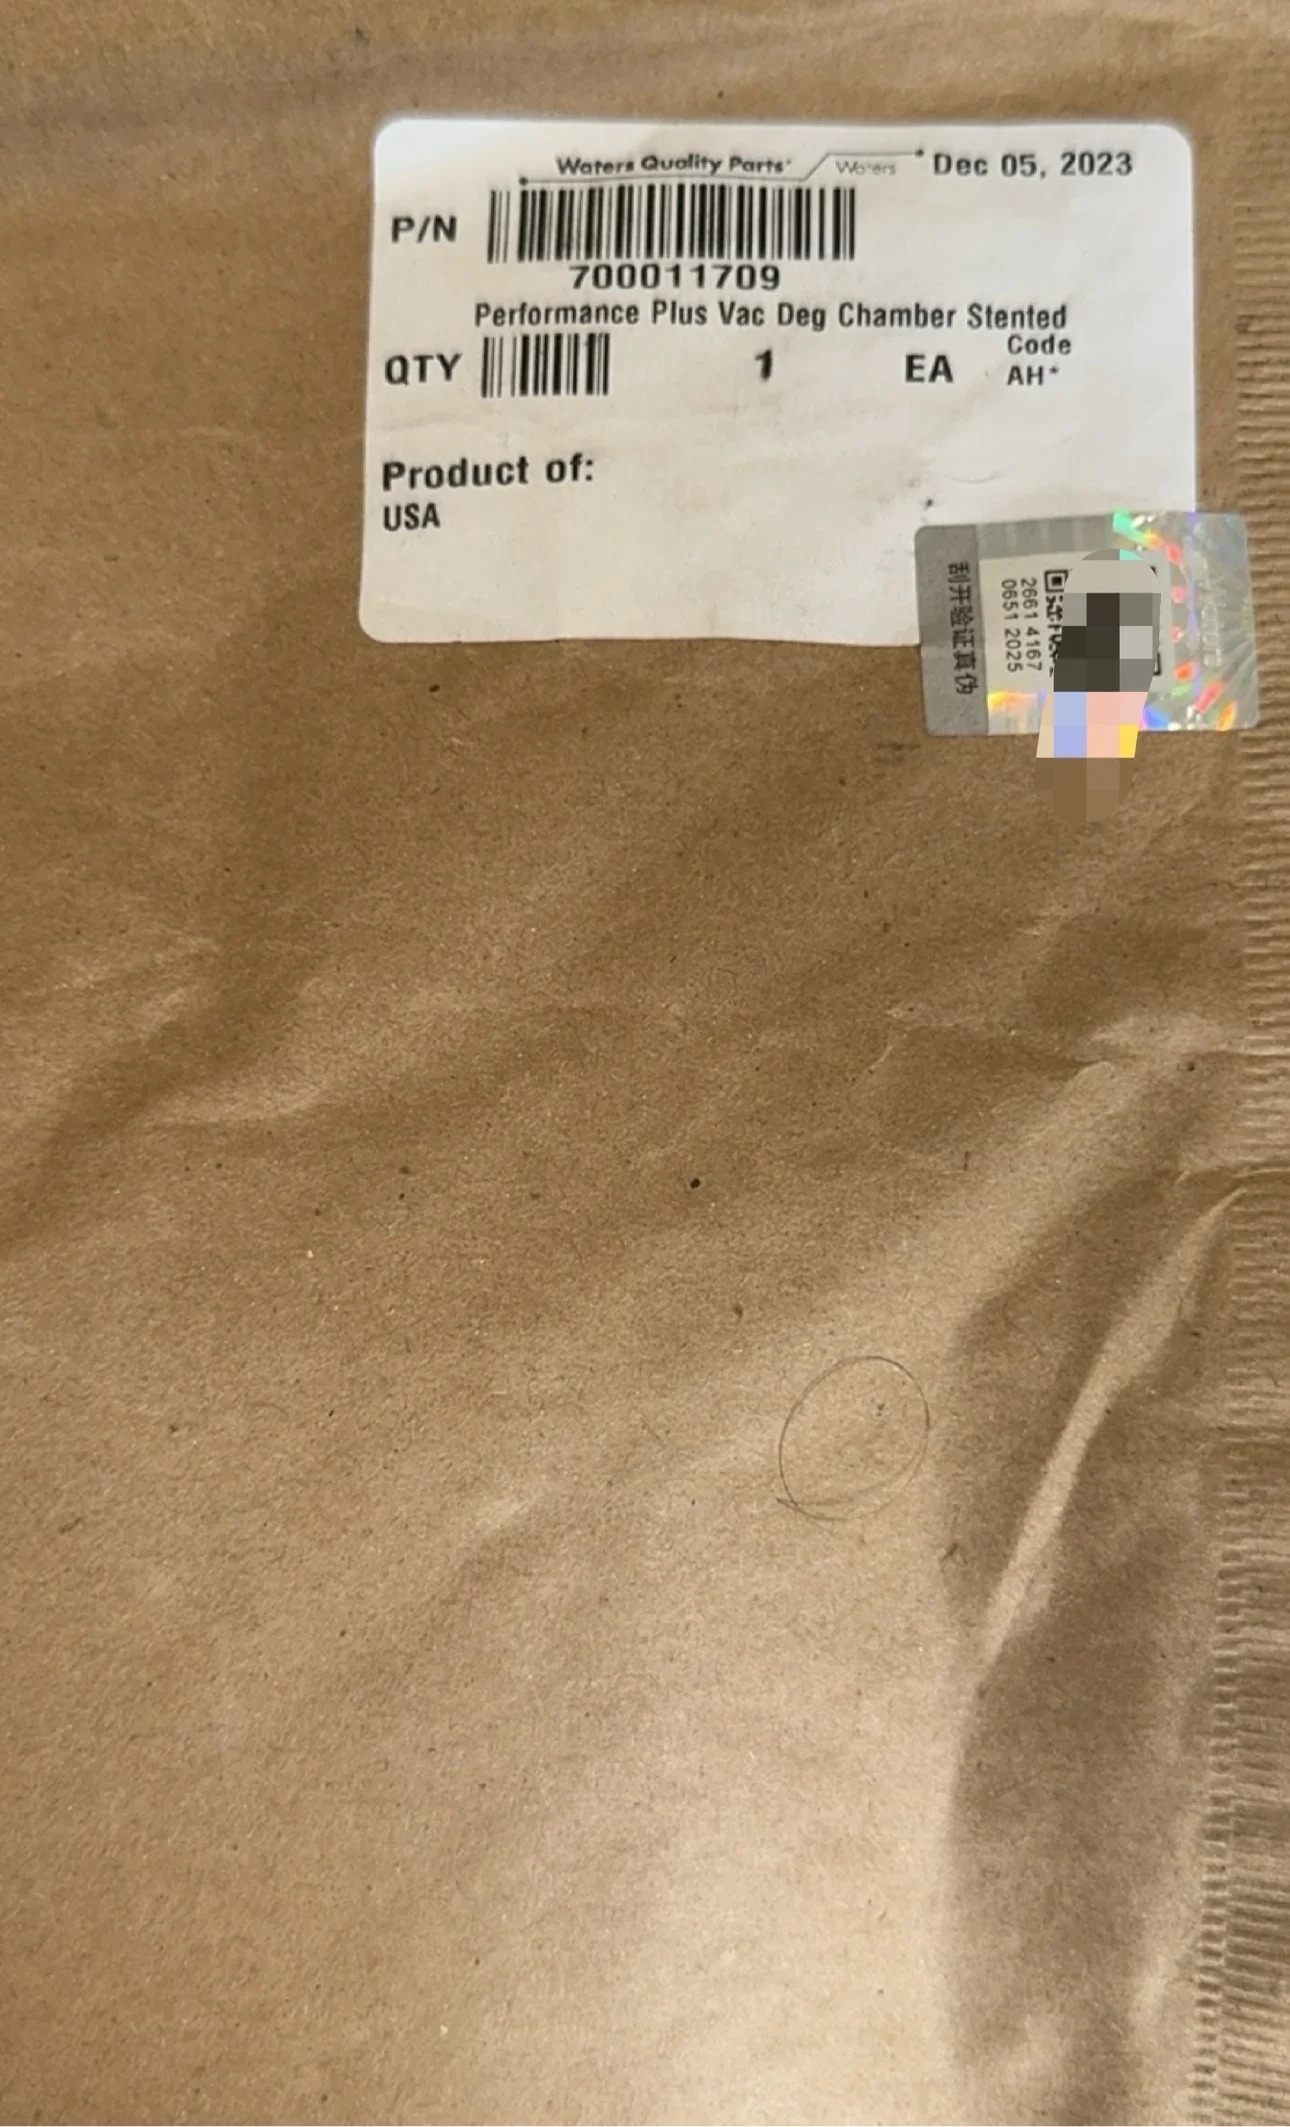 Waters Quality Parts Waters Dec 05, 2023
P/N
700011709
Performance Plus Vac Deg Chamber Stented
QTY 1 EA Code
AH*
Product of:
USA
刮开验证真伪
2661 4167
0651 2025